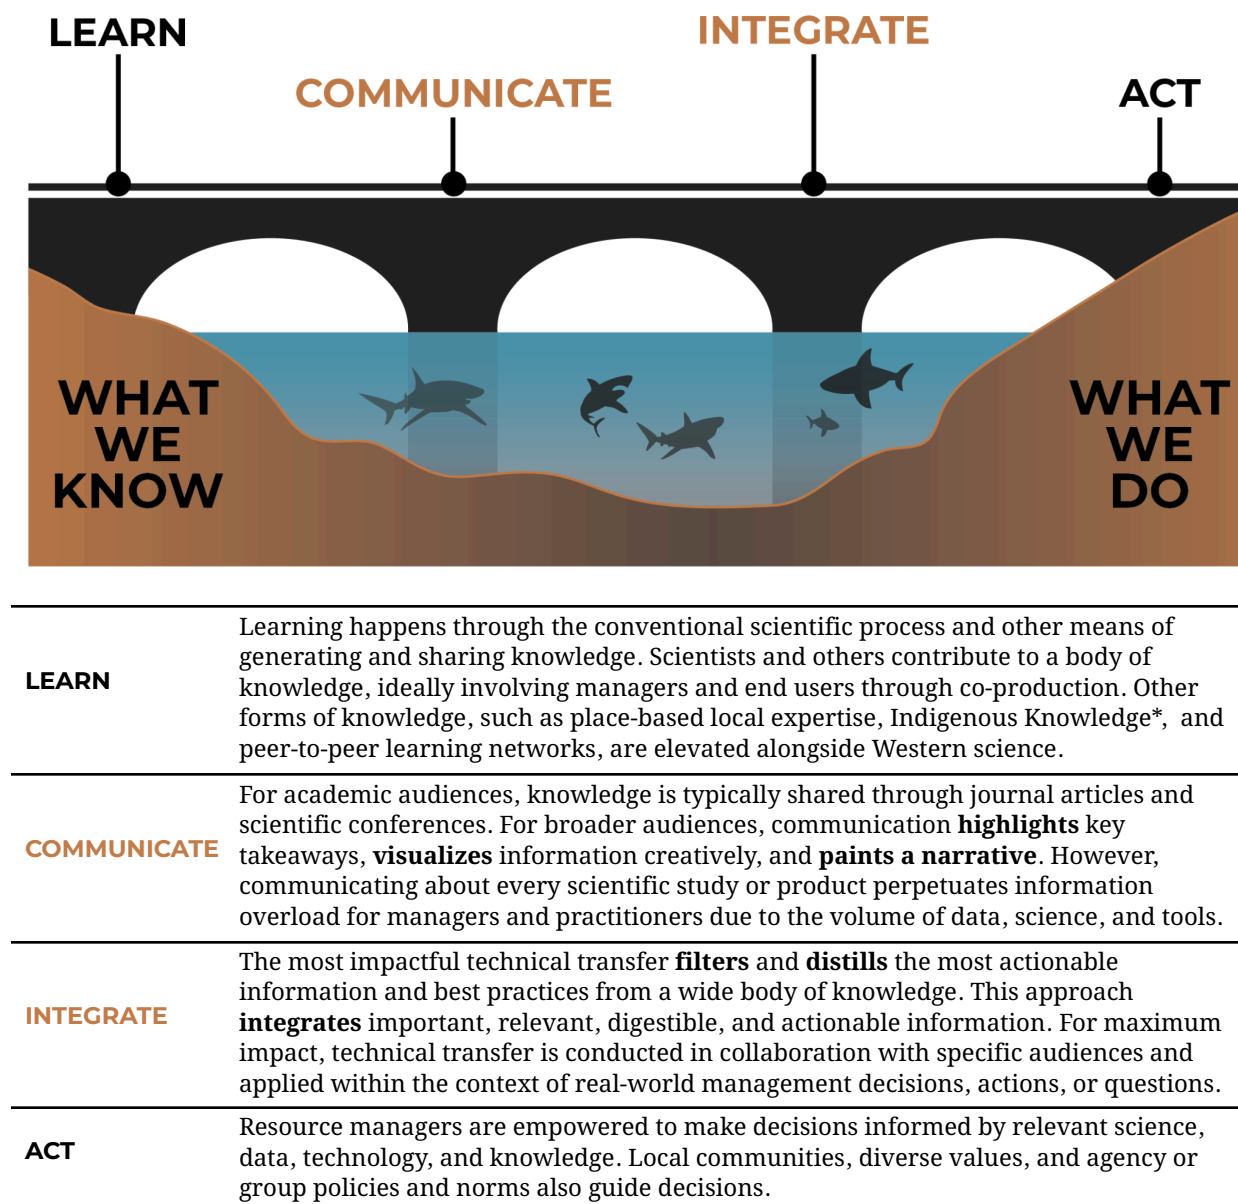 LEARN
INTEGRATE
COMMUNICATE
ACT
WHAT
WE
KNOW
WHAT
WE
DO
LEARN
Learning happens through the conventional scientific process and other means of
generating and sharing knowledge. Scientists and others contribute to a body of
knowledge, ideally involving managers and end users through co-production. Other
forms of knowledge, such as place-based local expertise, Indigenous Knowledge*, and
peer-to-peer learning networks, are elevated alongside Western science.
COMMUNICATE
For academic audiences, knowledge is typically shared through journal articles and
scientific conferences. For broader audiences, communication highlights key
takeaways, visualizes information creatively, and paints a narrative. However,
communicating about every scientific study or product perpetuates information
overload for managers and practitioners due to the volume of data, science, and tools.
INTEGRATE
The most impactful technical transfer filters and distills the most actionable
information and best practices from a wide body of knowledge. This approach
integrates important, relevant, digestible, and actionable information. For maximum
impact, technical transfer is conducted in collaboration with specific audiences and
applied within the context of real-world management decisions, actions, or questions.
ACT
Resource managers are empowered to make decisions informed by relevant science,
data, technology, and knowledge. Local communities, diverse values, and agency or
group policies and norms also guide decisions.